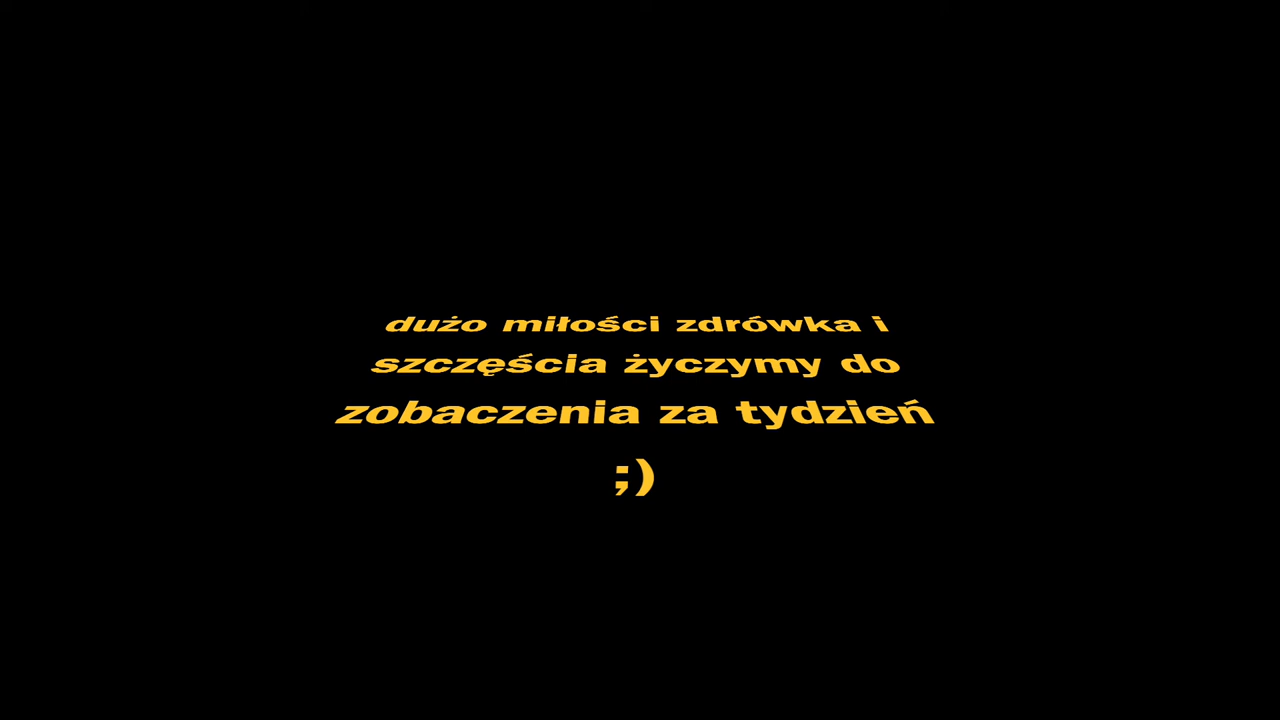 dużo miłości zdrówka i
szczęścia życzymy do
zobaczenia za tydzień
;)